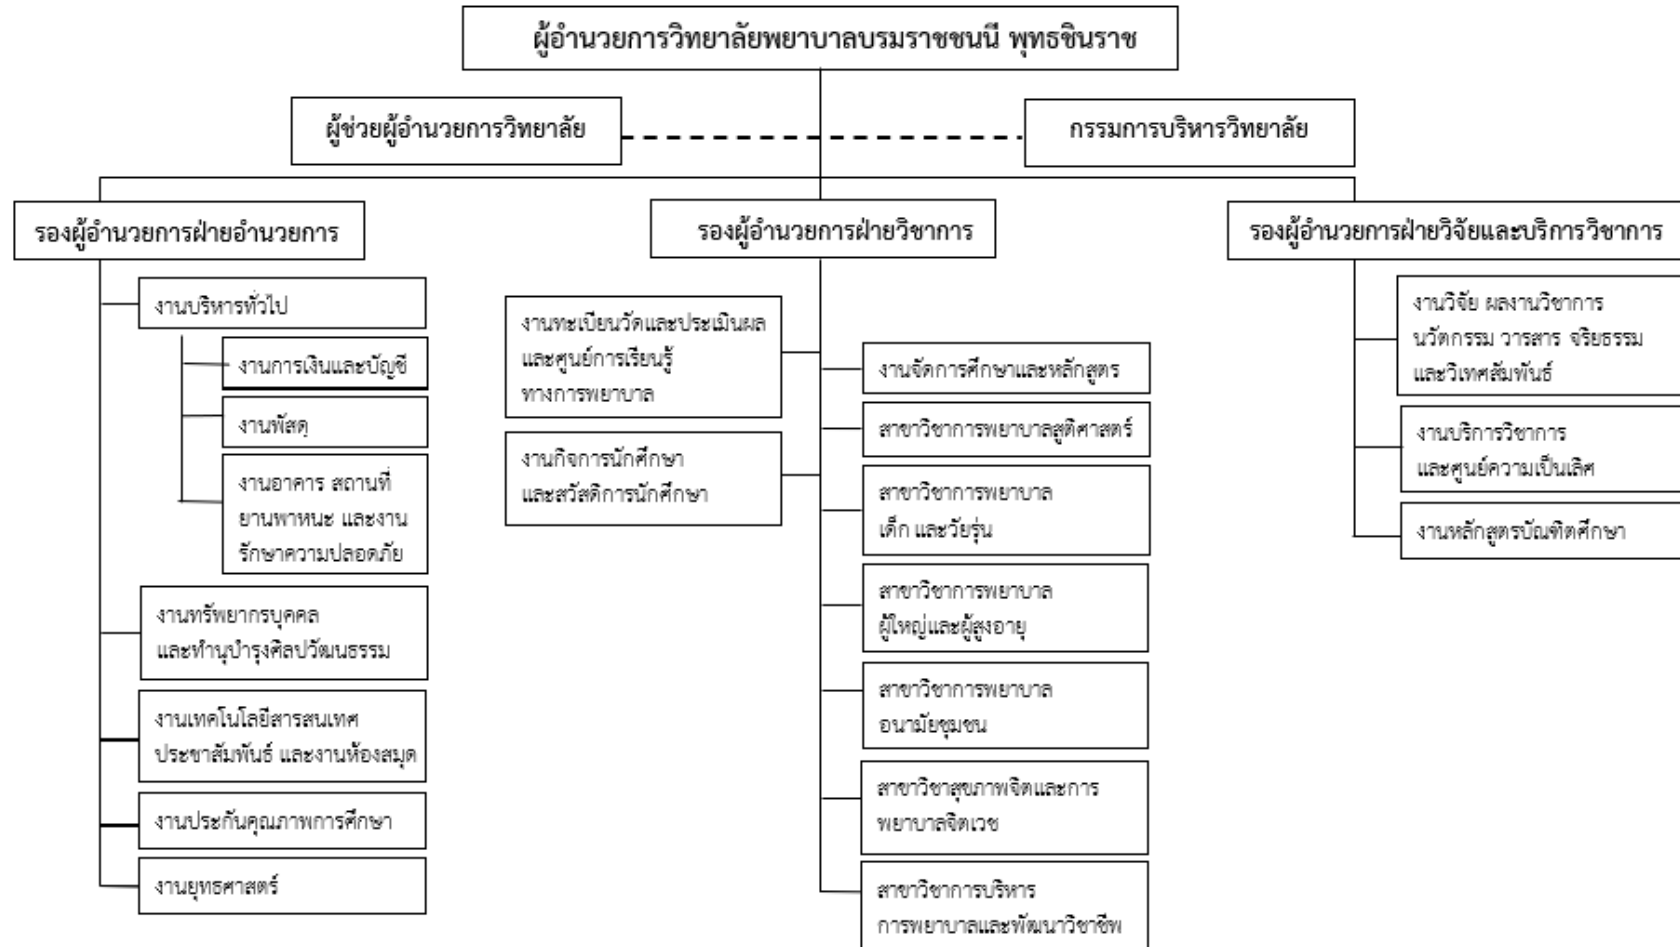 ผู้อำนวยการวิทยาลัยพยาบาลบรมราชชนนี พุทธชินราช
ผู้ช่วยผู้อำนวยการวิทยาลัย
กรรมการบริหารวิทยาลัย
รองผู้อำนวยการฝ่ายอำนวยการ
งานบริหารทั่วไป
งานการเงินและบัญชี
งานพัสดุ
งานอาคาร สถานที่
ยานพาหนะ และงาน
รักษาความปลอดภัย
งานทรัพยากรบุคคล
และทำนุบำรุงศิลปวัฒนธรรม
งานเทคโนโลยีสารสนเทศ
ประชาสัมพันธ์ และงานห้องสมุด
งานประกันคุณภาพการศึกษา
งานยุทธศาสตร์
รองผู้อำนวยการฝ่ายวิชาการ
งานทะเบียนวัดและประเมินผล
และศูนย์การเรียนรู้
ทางการพยาบาล
งานกิจการนักศึกษา
และสวัสดิการนักศึกษา
งานจัดการศึกษาและหลักสูตร
สาขาวิชาการพยาบาลสูติศาสตร์
สาขาวิชาการพยาบาล
เด็ก และวัยรุ่น
สาขาวิชาการพยาบาล
ผู้ใหญ่และผู้สูงอายุ
สาขาวิชาการพยาบาล
อนามัยชุมชน
สาขาวิชาสุขภาพจิตและการ
พยาบาลจิตเวช
สาขาวิชาการบริหาร
การพยาบาลและพัฒนาวิชาชีพ
รองผู้อำนวยการฝ่ายวิจัยและบริการวิชาการ
งานวิจัย ผลงานวิชาการ
นวัตกรรม วารสาร จริยธรรม
และวิเทศสัมพันธ์
งานบริการวิชาการ
และศูนย์ความเป็นเลิศ
งานหลักสูตรบัณฑิตศึกษา